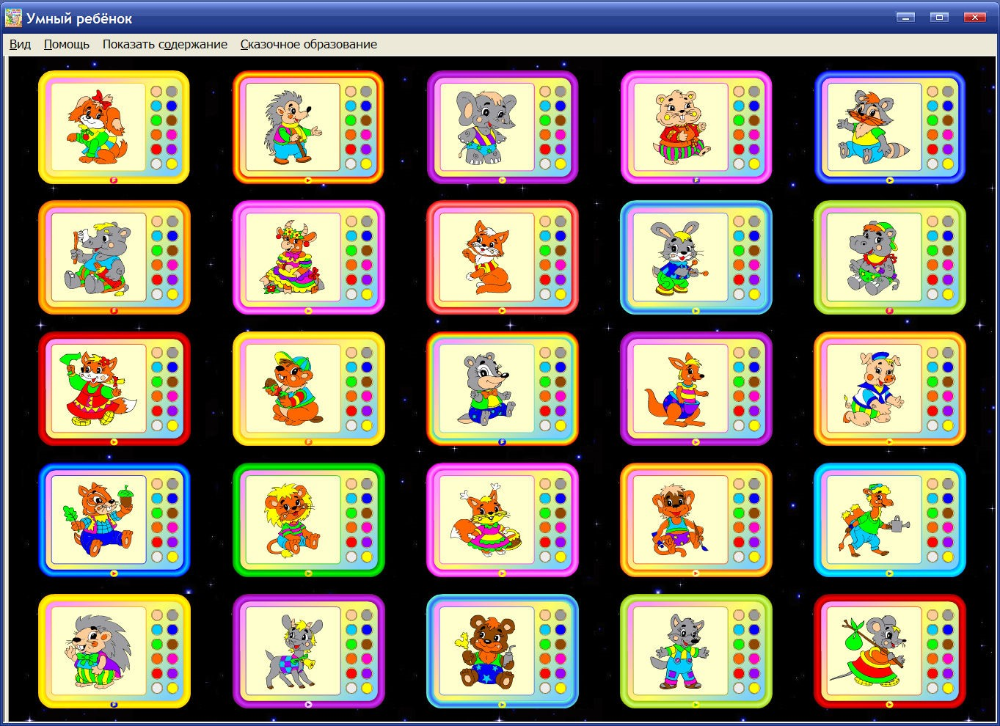 Умный ребёнок
Вид Помощь Показать содержание Сказочное образование